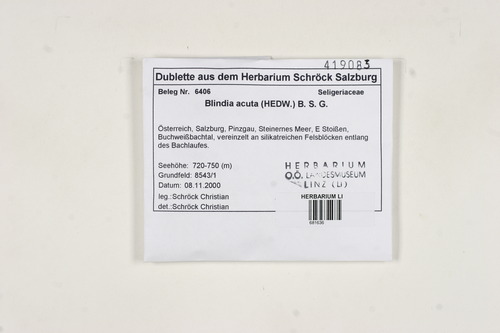 419083
Dublette aus dem Herbarium Schröck Salzburg
Beleg Nr. 6406 Seligeriaceae
Blindia acuta (HEDW.) B. S. G.
Österreich, Salzburg, Pinzgau, Steinernes Meer, E Stoißen,
Buchweißbachtal, vereinzelt an silikatreichen Felsblöcken entlang
des Bachlaufes.
Seehöhe: 720-750 (m)
Grundfeld: 8543/1
Datum: 08.11.2000
leg.:Schröck Christian
det.:Schröck Christian
HERBARIUM
O.Ö. LANDESMUSEUM
LINZ (LI)
HERBARIUM LI